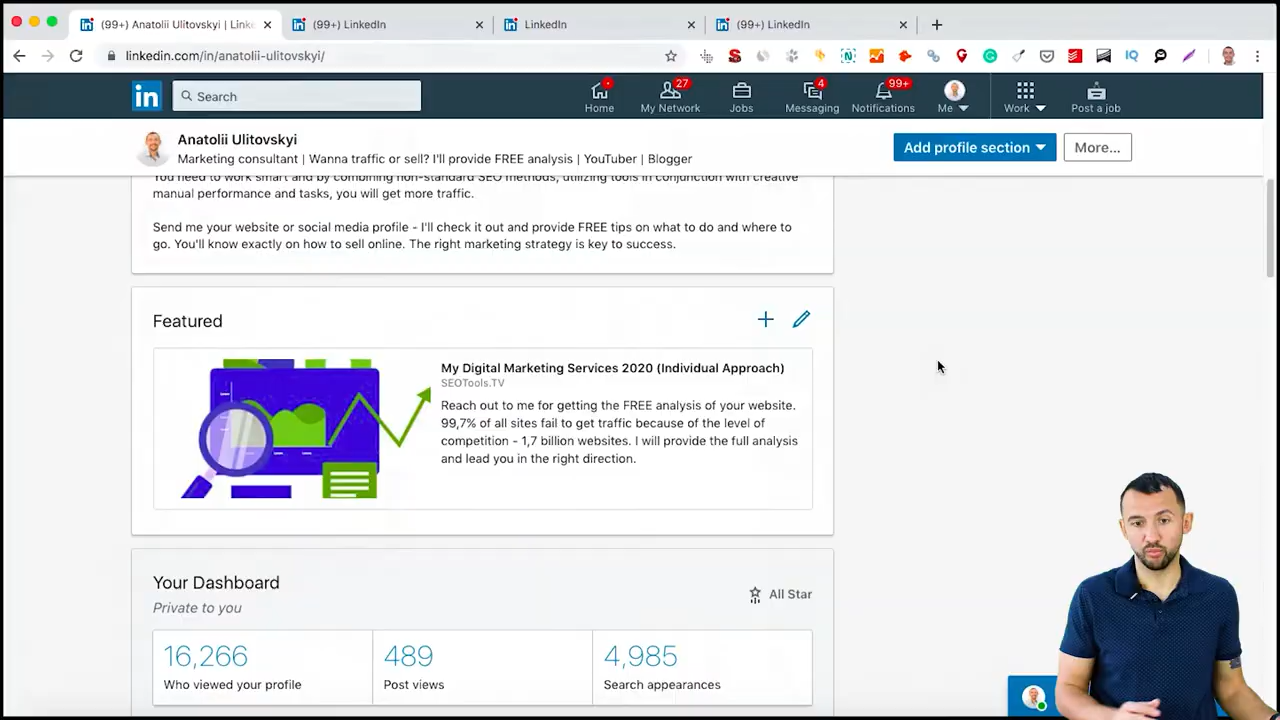 (99+) Anatolii Ulitovskyi | Linke
(99+) LinkedIn
LinkedIn
(99+) LinkedIn
linkedin.com/in/anatolii-ulitovskyi/
in
Search
Home
27
My Network
Jobs
4
Messaging
99+
Notifications
Me
Work
Post a job
Anatolii Ulitovskyi
Marketing consultant | Wanna traffic or sell? I'll provide FREE analysis | YouTuber | Blogger
Add profile section
More...
You need to work smart and by combining non-standard SEO methods, utilizing tools in conjunction with creative
manual performance and tasks, you will get more traffic.
Send me your website or social media profile - I'll check it out and provide FREE tips on what to do and where to
go. You'll know exactly on how to sell online. The right marketing strategy is key to success.
Featured
My Digital Marketing Services 2020 (Individual Approach)
SEOTools.TV
Reach out to me for getting the FREE analysis of your website.
99,7% of all sites fail to get traffic because of the level of
competition - 1,7 billion websites. I will provide the full analysis
and lead you in the right direction.
Your Dashboard
Private to you
All Star
16,266
Who viewed your profile
489
Post views
4,985
Search appearances